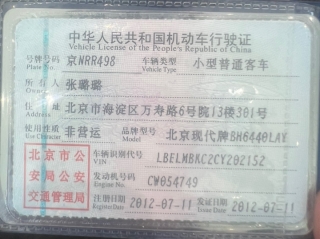 中华人民共和国机动车行驶证
Vehicle License of the People's Republic of China
号牌号码 京NRR498 车辆类型 小型普通客车
Plate No. Vehicle Type
所有人 张璐璐
Owner
住址 北京市海淀区万寿路6号院13楼301号
Address
使用性质 非营运 品牌型号 北京现代牌BH6440LAY
Use Character Model
北京市公
安局公安
交通管理局
车辆识别代号 LBELMBKC2CY202152
VIN
发动机号码 CW054749
Engine No.
注册日期 2012-07-11 发证日期 2012-07-11
Register Date Issue Date